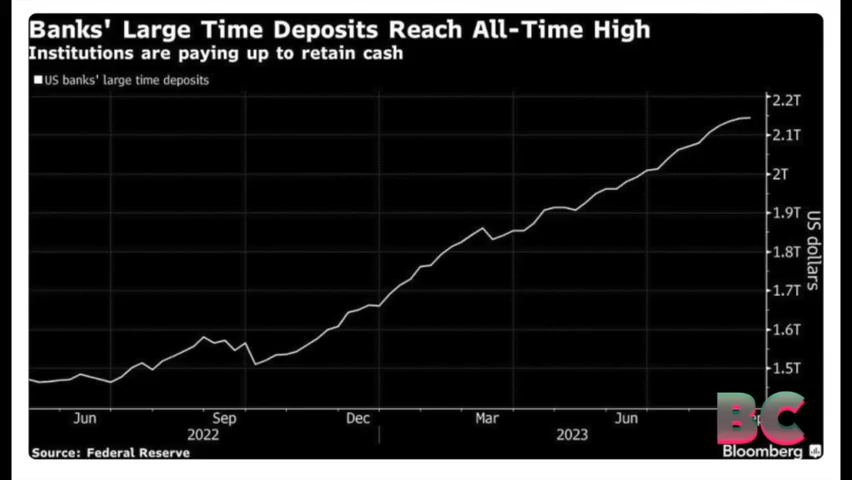 Banks' Large Time Deposits Reach All-Time High
Institutions are paying up to retain cash
US banks' large time deposits
2.2T
2.1T
2T
1.9T
1.8T
1.7T
1.6T
1.5T
US dollars
Jun Sep Dec Mar Jun
2022 2023
BC
Source: Federal Reserve
Bloomberg